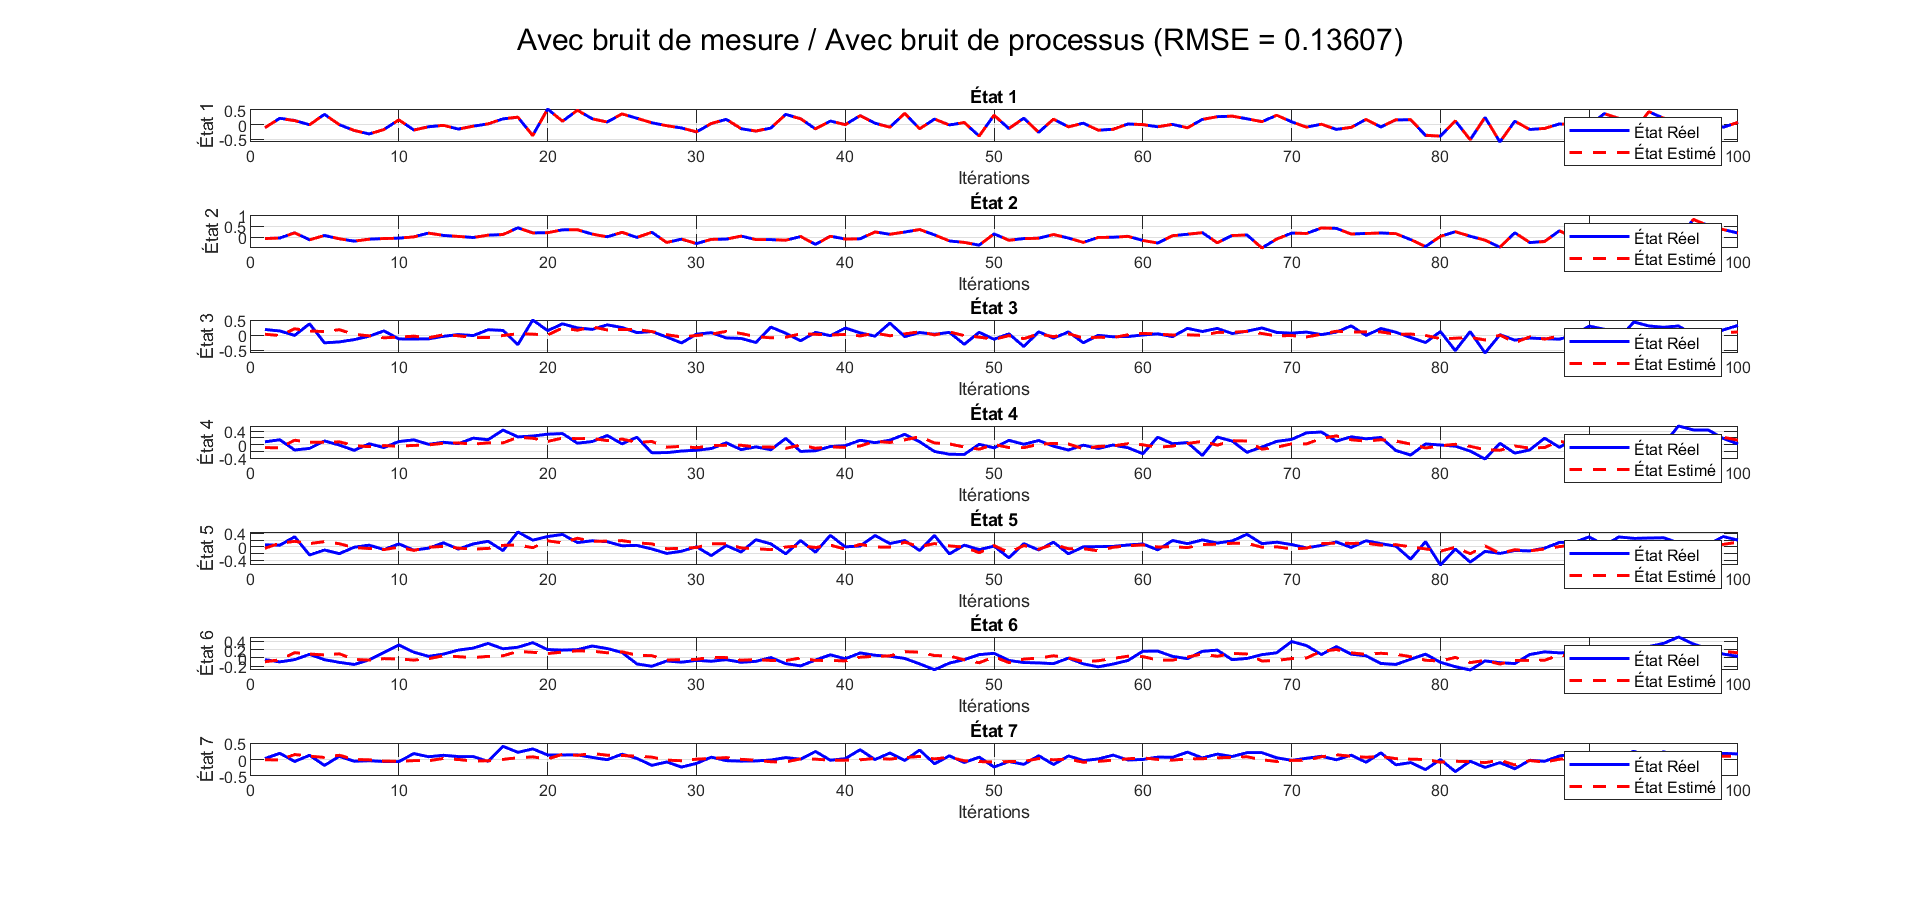 Avec bruit de mesure / Avec bruit de processus (RMSE = 0.13607)
État 1
État 1
0.5
0
-0.5
0 10 20 30 40 50 60 70 80 100
État Réel
État Estimé
Itérations
État 2
État 2
1
0.5
0
0 10 20 30 40 50 60 70 80 100
État Réel
État Estimé
Itérations
État 3
État 3
0.5
0
-0.5
0 10 20 30 40 50 60 70 80 100
État Réel
État Estimé
Itérations
État 4
État 4
0.4
0
-0.4
0 10 20 30 40 50 60 70 80 100
État Réel
État Estimé
Itérations
État 5
État 5
0.4
0
-0.4
0 10 20 30 40 50 60 70 80 100
État Réel
État Estimé
Itérations
État 6
État 6
0.4
0.2
0
-0.2
0 10 20 30 40 50 60 70 80 100
État Réel
État Estimé
Itérations
État 7
État 7
0.5
0
-0.5
0 10 20 30 40 50 60 70 80 100
État Réel
État Estimé
Itérations